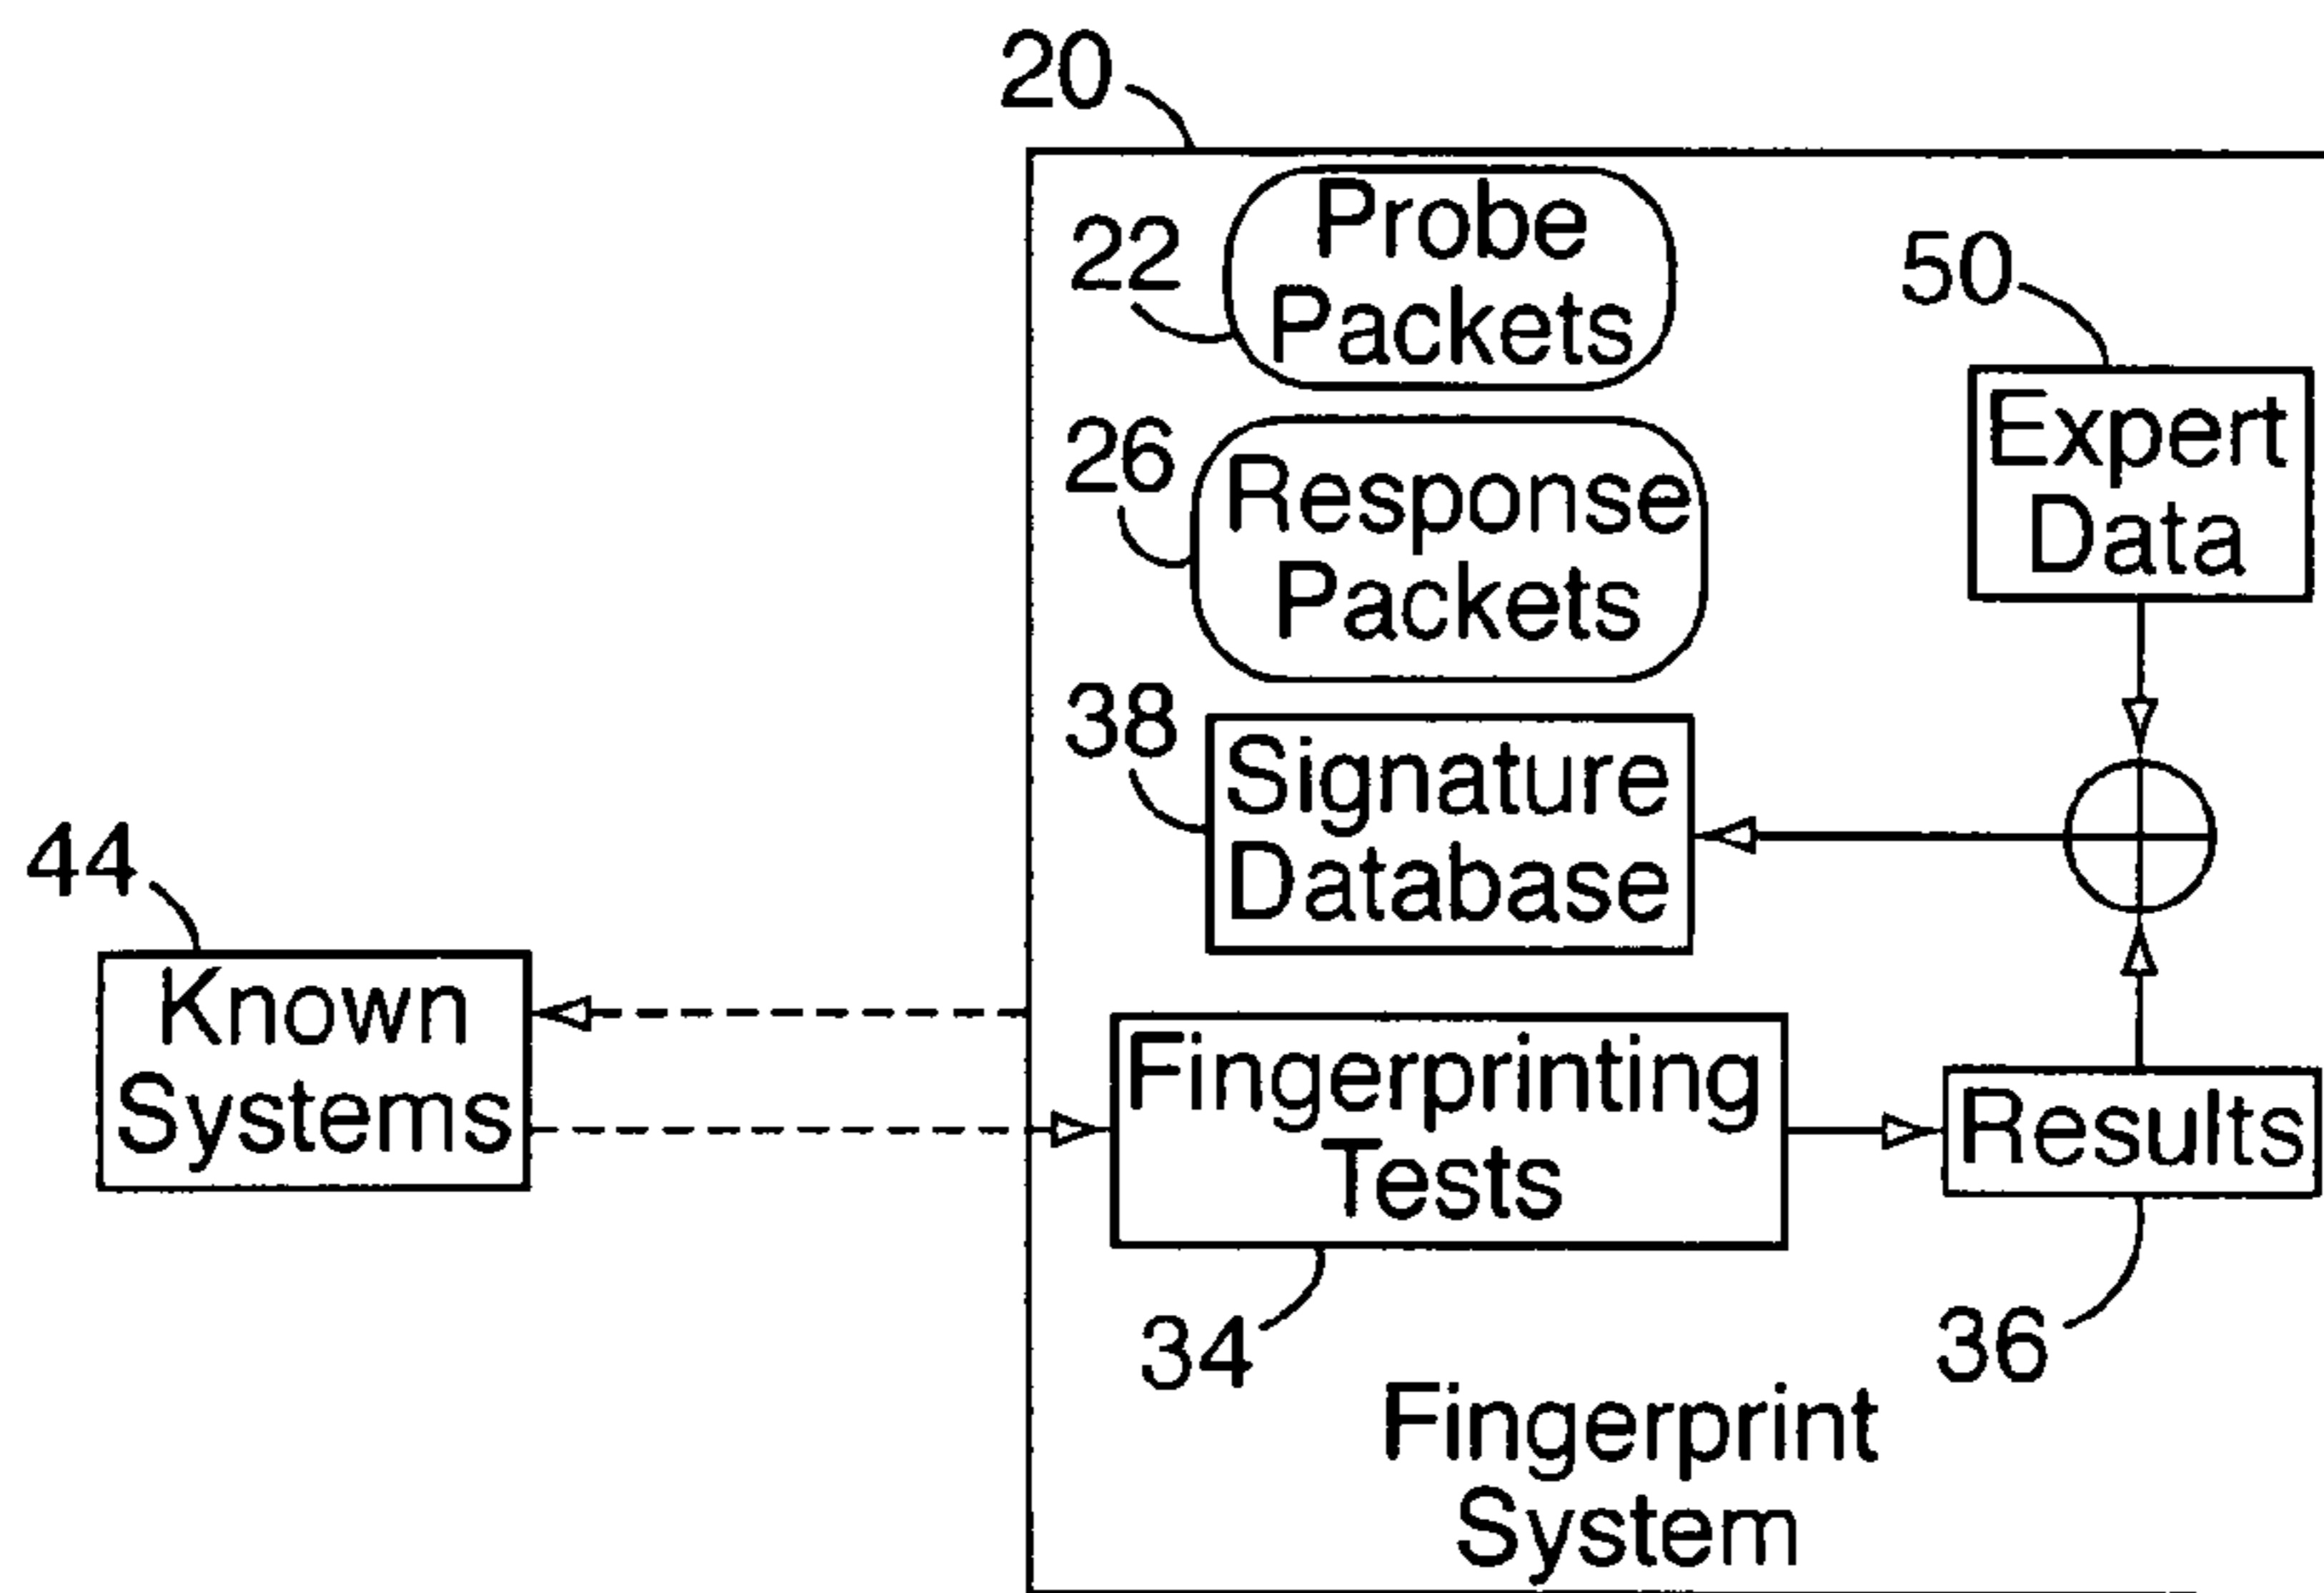 20
22
Probe
Packets
50
Expert
Data
26
Response
Packets
38
Signature
Database
44
Known
Systems
Fingerprinting
Tests
Results
34
36
Fingerprint
System